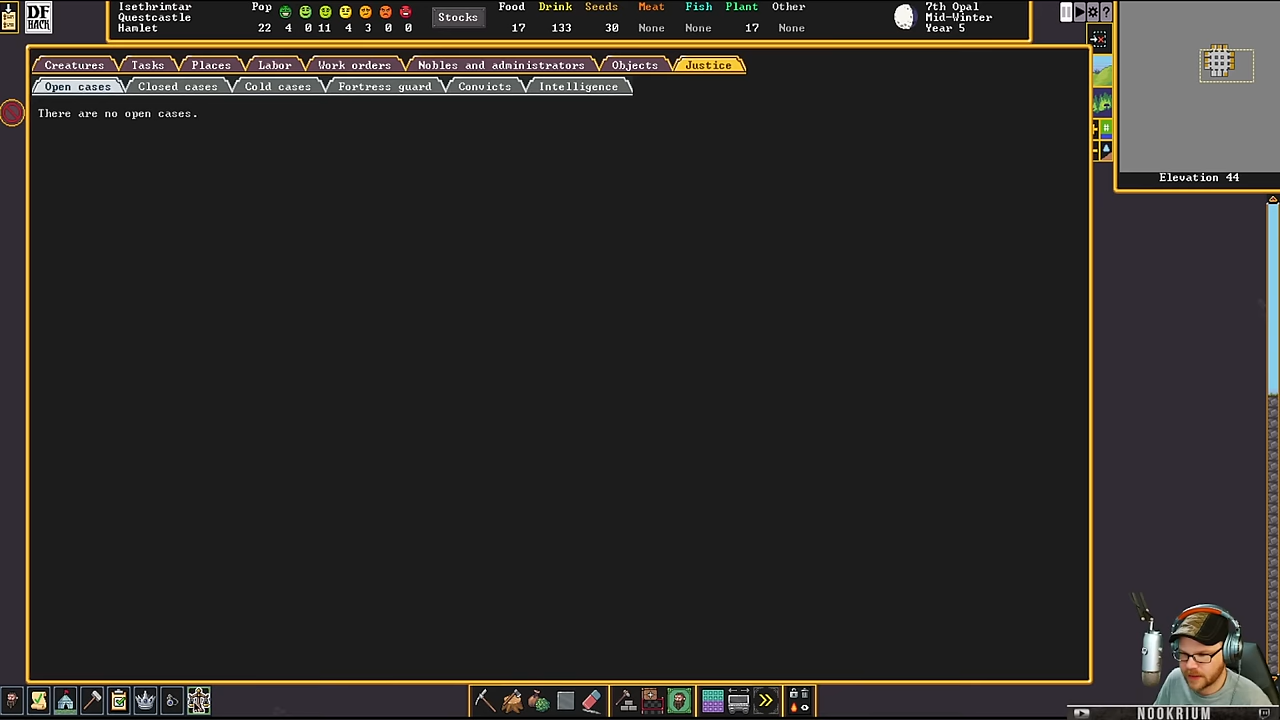 DF
HACK
Isethrimtar
Questcastle
Hamlet
Pop
22 4 0 11 4 3 0 0
Stocks
Food Drink Seeds Meat Fish Plant Other
17 133 30 None None 17 None
7th Opal
Mid-Winter
Year 5
Elevation 44
Creatures Tasks Places Labor Work orders Nobles and administrators Objects Justice
Open cases Closed cases Cold cases Fortress guard Convicts Intelligence
There are no open cases.
NOOKRIUM